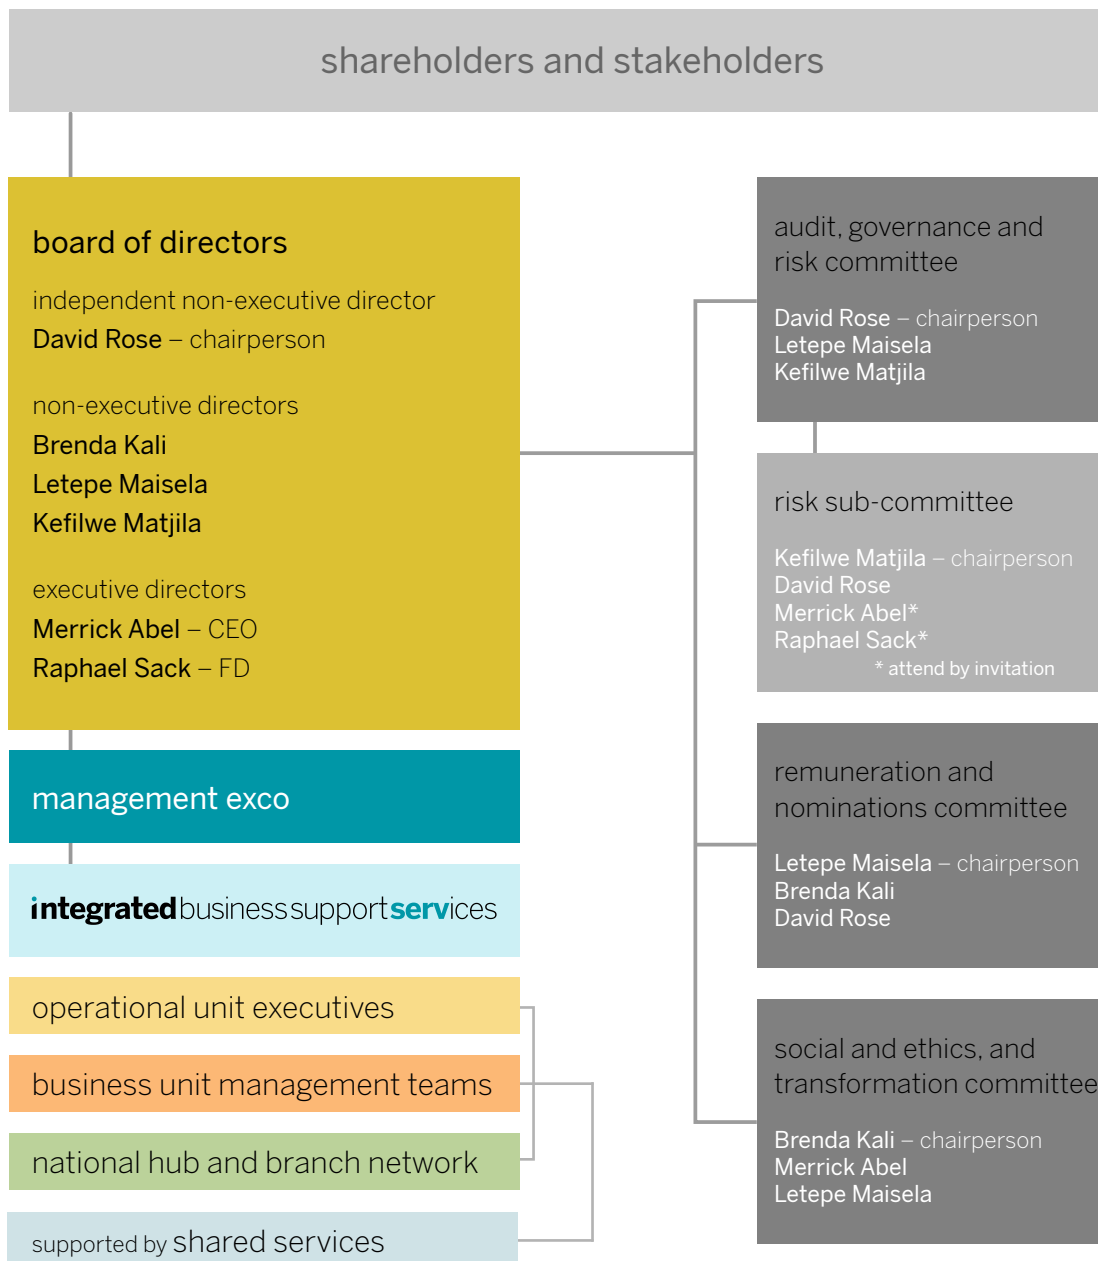 shareholders and stakeholders
board of directors
independent non-executive director
David Rose – chairperson
non-executive directors
Brenda Kali
Letepe Maisela
Kefilwe Matjila
executive directors
Merrick Abel – CEO
Raphael Sack – FD
management exco
integrated business support services
operational unit executives
business unit management teams
national hub and branch network
supported by shared services
audit, governance and
risk committee
David Rose – chairperson
Letepe Maisela
Kefilwe Matjila
risk sub-committee
Kefilwe Matjila – chairperson
David Rose
Merrick Abel*
Raphael Sack*
* attend by invitation
remuneration and
nominations committee
Letepe Maisela – chairperson
Brenda Kali
David Rose
social and ethics, and
transformation committee
Brenda Kali – chairperson
Merrick Abel
Letepe Maisela